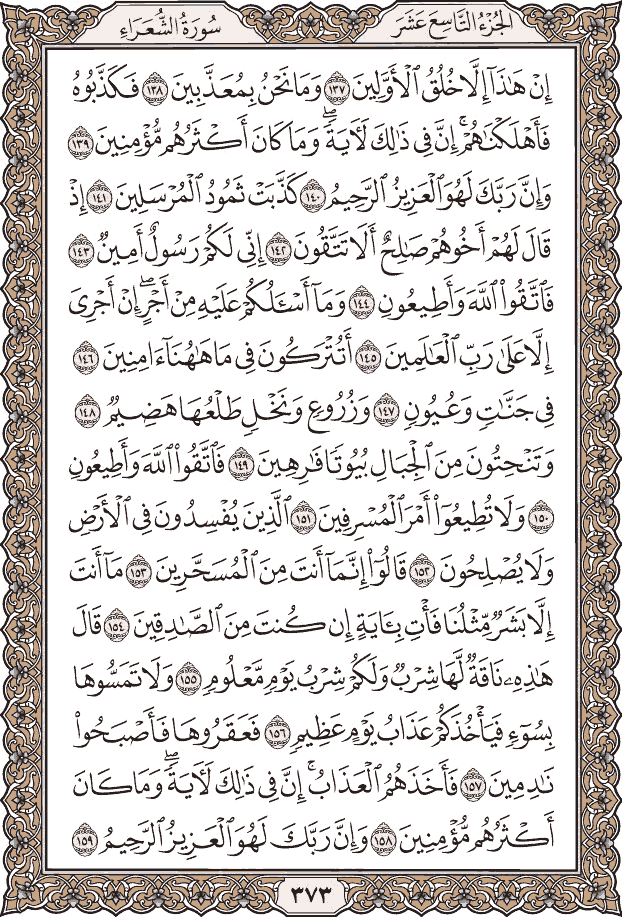 الجُزْءُ التَّاسِعَ عَشَرَ
سُورَةُ الشُّعَرَاءِ
إِنْ هَٰذَآ إِلَّا خُلُقُ ٱلْأَوَّلِينَ ١٣٧ وَمَا نَحْنُ بِمُعَذَّبِينَ ١٣٨ فَكَذَّبُوهُ
فَأَهْلَكْنَٰهُمْ ۚ إِنَّ فِى ذَٰلِكَ لَـَٔايَةً ۖ وَمَا كَانَ أَكْثَرُهُم مُّؤْمِنِينَ ١٣٩
وَإِنَّ رَبَّكَ لَهُوَ ٱلْعَزِيزُ ٱلرَّحِيمُ ١٤٠ كَذَّبَتْ ثَمُودُ ٱلْمُرْسَلِينَ ١٤١ إِذْ
قَالَ لَهُمْ أَخُوهُمْ صَٰلِحٌ أَلَا تَتَّقُونَ ١٤٢ إِنِّى لَكُمْ رَسُولٌ أَمِينٌ ١٤٣
فَٱتَّقُوا۟ ٱللَّهَ وَأَطِيعُونِ ١٤٤ وَمَآ أَسْـَٔلُكُمْ عَلَيْهِ مِنْ أَجْرٍ ۖ إِنْ أَجْرِىَ
إِلَّا عَلَىٰ رَبِّ ٱلْعَٰلَمِينَ ١٤٥ أَتُتْرَكُونَ فِى مَا هَٰهُنَآ ءَامِنِينَ ١٤٦
فِى جَنَّٰتٍ وَعُيُونٍ ١٤٧ وَزُرُوعٍ وَنَخْلٍ طَلْعُهَا هَضِيمٌ ١٤٨
وَتَنْحِتُونَ مِنَ ٱلْجِبَالِ بُيُوتًا فَٰرِهِينَ ١٤٩ فَٱتَّقُوا۟ ٱللَّهَ وَأَطِيعُونِ
١٥٠ وَلَا تُطِيعُوٓا۟ أَمْرَ ٱلْمُسْرِفِينَ ١٥١ ٱلَّذِينَ يُفْسِدُونَ فِى ٱلْأَرْضِ
وَلَا يُصْلِحُونَ ١٥٢ قَالُوٓا۟ إِنَّمَآ أَنتَ مِنَ ٱلْمُسَحَّرِينَ ١٥٣ مَآ أَنتَ
إِلَّا بَشَرٌ مِّثْلُنَا فَأْتِ بِـَٔايَةٍ إِن كُنتَ مِنَ ٱلصَّٰدِقِينَ ١٥٤ قَالَ
هَٰذِهِۦ نَاقَةٌ لَّهَا شِرْبٌ وَلَكُمْ شِرْبُ يَوْمٍ مَّعْلُومٍ ١٥٥ وَلَا تَمَسُّوهَا
بِسُوٓءٍ فَيَأْخُذَكُمْ عَذَابُ يَوْمٍ عَظِيمٍ ١٥٦ فَعَقَرُوهَا فَأَصْبَحُوا۟
نَٰدِمِينَ ١٥٧ فَأَخَذَهُمُ ٱلْعَذَابُ ۗ إِنَّ فِى ذَٰلِكَ لَـَٔايَةً ۖ وَمَا كَانَ
أَكْثَرُهُم مُّؤْمِنِينَ ١٥٨ وَإِنَّ رَبَّكَ لَهُوَ ٱلْعَزِيزُ ٱلرَّحِيمُ ١٥٩
٣٧٣